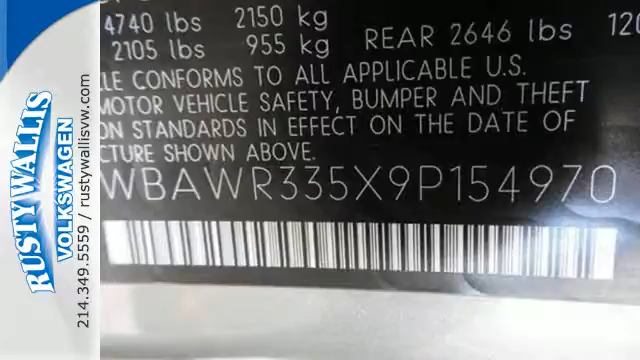 4740 lbs 2150 kg
2105 lbs 955 kg REAR 2646 lbs 120
LE CONFORMS TO ALL APPLICABLE U.S.
MOTOR VEHICLE SAFETY, BUMPER AND THEFT
ON STANDARDS IN EFFECT ON THE DATE OF
CTURE SHOWN ABOVE.
WBAWR335X9P154970
RUSTY WALLIS
VOLKSWAGEN
214.349.5559 / rustywallisvw.com